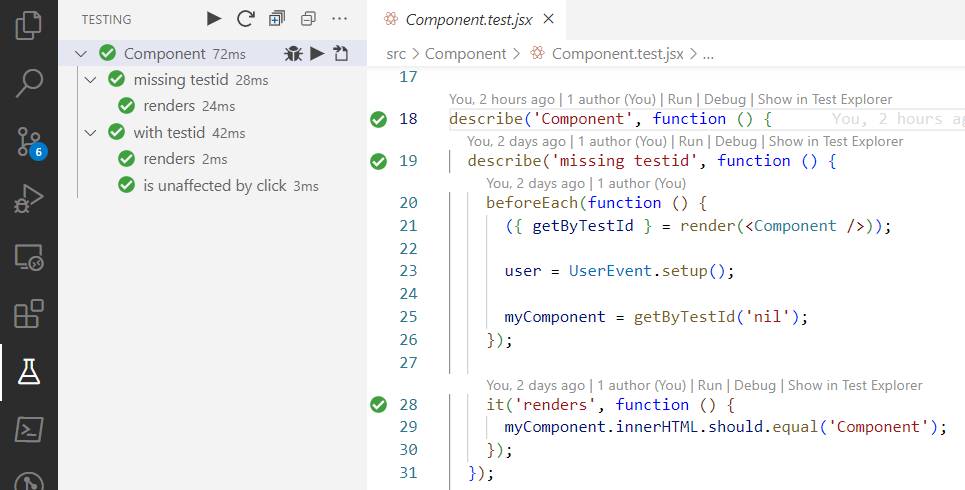 TESTING
Component 72ms
missing testid 28ms
renders 24ms
with testid 42ms
renders 2ms
is unaffected by click 3ms
6
Component.test.jsx
src > Component > Component.test.jsx > ...
17
You, 2 hours ago | 1 author (You) | Run | Debug | Show in Test Explorer
18 describe('Component', function () { You, 2 hours ag
You, 2 days ago | 1 author (You) | Run | Debug | Show in Test Explorer
19 describe('missing testid', function () {
You, 2 days ago | 1 author (You)
20 beforeEach(function () {
21 ({ getByTestId } = render(<Component />));
22
23 user = UserEvent.setup();
24
25 myComponent = getByTestId('nil');
26 });
27
You, 2 days ago | 1 author (You) | Run | Debug | Show in Test Explorer
28 it('renders', function () {
29 myComponent.innerHTML.should.equal('Component');
30 });
31 });